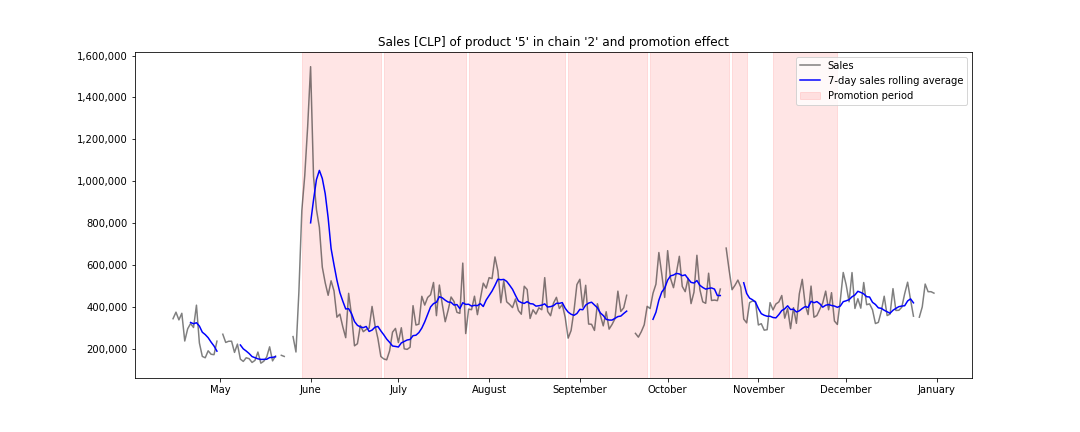 Sales [CLP] of product '5' in chain '2' and promotion effect
1,600,000
1,400,000
1,200,000
1,000,000
800,000
600,000
400,000
200,000
Sales
7-day sales rolling average
Promotion period
May
June
July
August
September
October
November
December
January